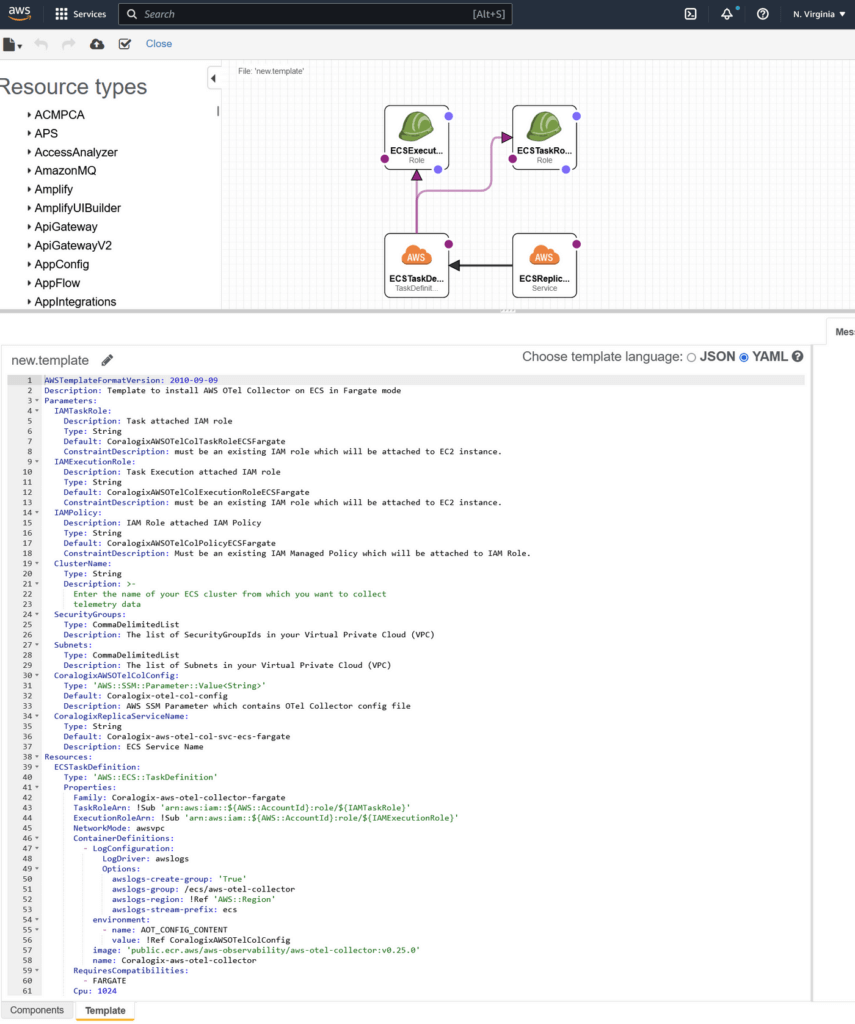 aws
Services
Search
[Alt+S]
N. Virginia
Close
Resource types
ACMPCA
APS
AccessAnalyzer
AmazonMQ
Amplify
AmplifyUIBuilder
ApiGateway
ApiGatewayV2
AppConfig
AppFlow
AppIntegrations
File: 'new.template'
ECSExecut...
Role
ECSTaskRo...
Role
AWS
ECSTaskDe...
TaskDefinit...
AWS
ECSReplic...
Service
Mes
new.template
Choose template language: JSON YAML
1 AWSTemplateFormatVersion: 2010-09-09
2 Description: Template to install AWS OTel Collector on ECS in Fargate mode
3 Parameters:
4 IAMTaskRole:
5 Description: Task attached IAM role
6 Type: String
7 Default: CoralogixAWSOTelColTaskRoleECSFargate
8 ConstraintDescription: must be an existing IAM role which will be attached to EC2 instance.
9 IAMExecutionRole:
10 Description: Task Execution attached IAM role
11 Type: String
12 Default: CoralogixAWSOTelColExecutionRoleECSFargate
13 ConstraintDescription: must be an existing IAM role which will be attached to EC2 instance.
14 IAMPolicy:
15 Description: IAM Role attached IAM Policy
16 Type: String
17 Default: CoralogixAWSOTelColPolicyECSFargate
18 ConstraintDescription: Must be an existing IAM Managed Policy which will be attached to IAM Role.
19 ClusterName:
20 Type: String
21 Description: >-
22 Enter the name of your ECS cluster from which you want to collect
23 telemetry data
24 SecurityGroups:
25 Type: CommaDelimitedList
26 Description: The list of SecurityGroupIds in your Virtual Private Cloud (VPC)
27 Subnets:
28 Type: CommaDelimitedList
29 Description: The list of Subnets in your Virtual Private Cloud (VPC)
30 CoralogixAWSOTelColConfig:
31 Type: 'AWS::SSM::Parameter::Value<String>'
32 Default: Coralogix-otel-col-config
33 Description: AWS SSM Parameter which contains OTel Collector config file
34 CoralogixReplicaServiceName:
35 Type: String
36 Default: Coralogix-aws-otel-col-svc-ecs-fargate
37 Description: ECS Service Name
38 Resources:
39 ECSTaskDefinition:
40 Type: 'AWS::ECS::TaskDefinition'
41 Properties:
42 Family: Coralogix-aws-otel-collector-fargate
43 TaskRoleArn: !Sub 'arn:aws:iam::${AWS::AccountId}:role/${IAMTaskRole}'
44 ExecutionRoleArn: !Sub 'arn:aws:iam::${AWS::AccountId}:role/${IAMExecutionRole}'
45 NetworkMode: awsvpc
46 ContainerDefinitions:
47 - LogConfiguration:
48 LogDriver: awslogs
49 Options:
50 awslogs-create-group: 'True'
51 awslogs-group: /ecs/aws-otel-collector
52 awslogs-region: !Ref 'AWS::Region'
53 awslogs-stream-prefix: ecs
54 environment:
55 - name: AOT_CONFIG_CONTENT
56 value: !Ref CoralogixAWSOTelColConfig
57 image: 'public.ecr.aws/aws-observability/aws-otel-collector:v0.25.0'
58 name: Coralogix-aws-otel-collector
59 RequiresCompatibilities:
60 - FARGATE
61 Cpu: 1024
Components
Template